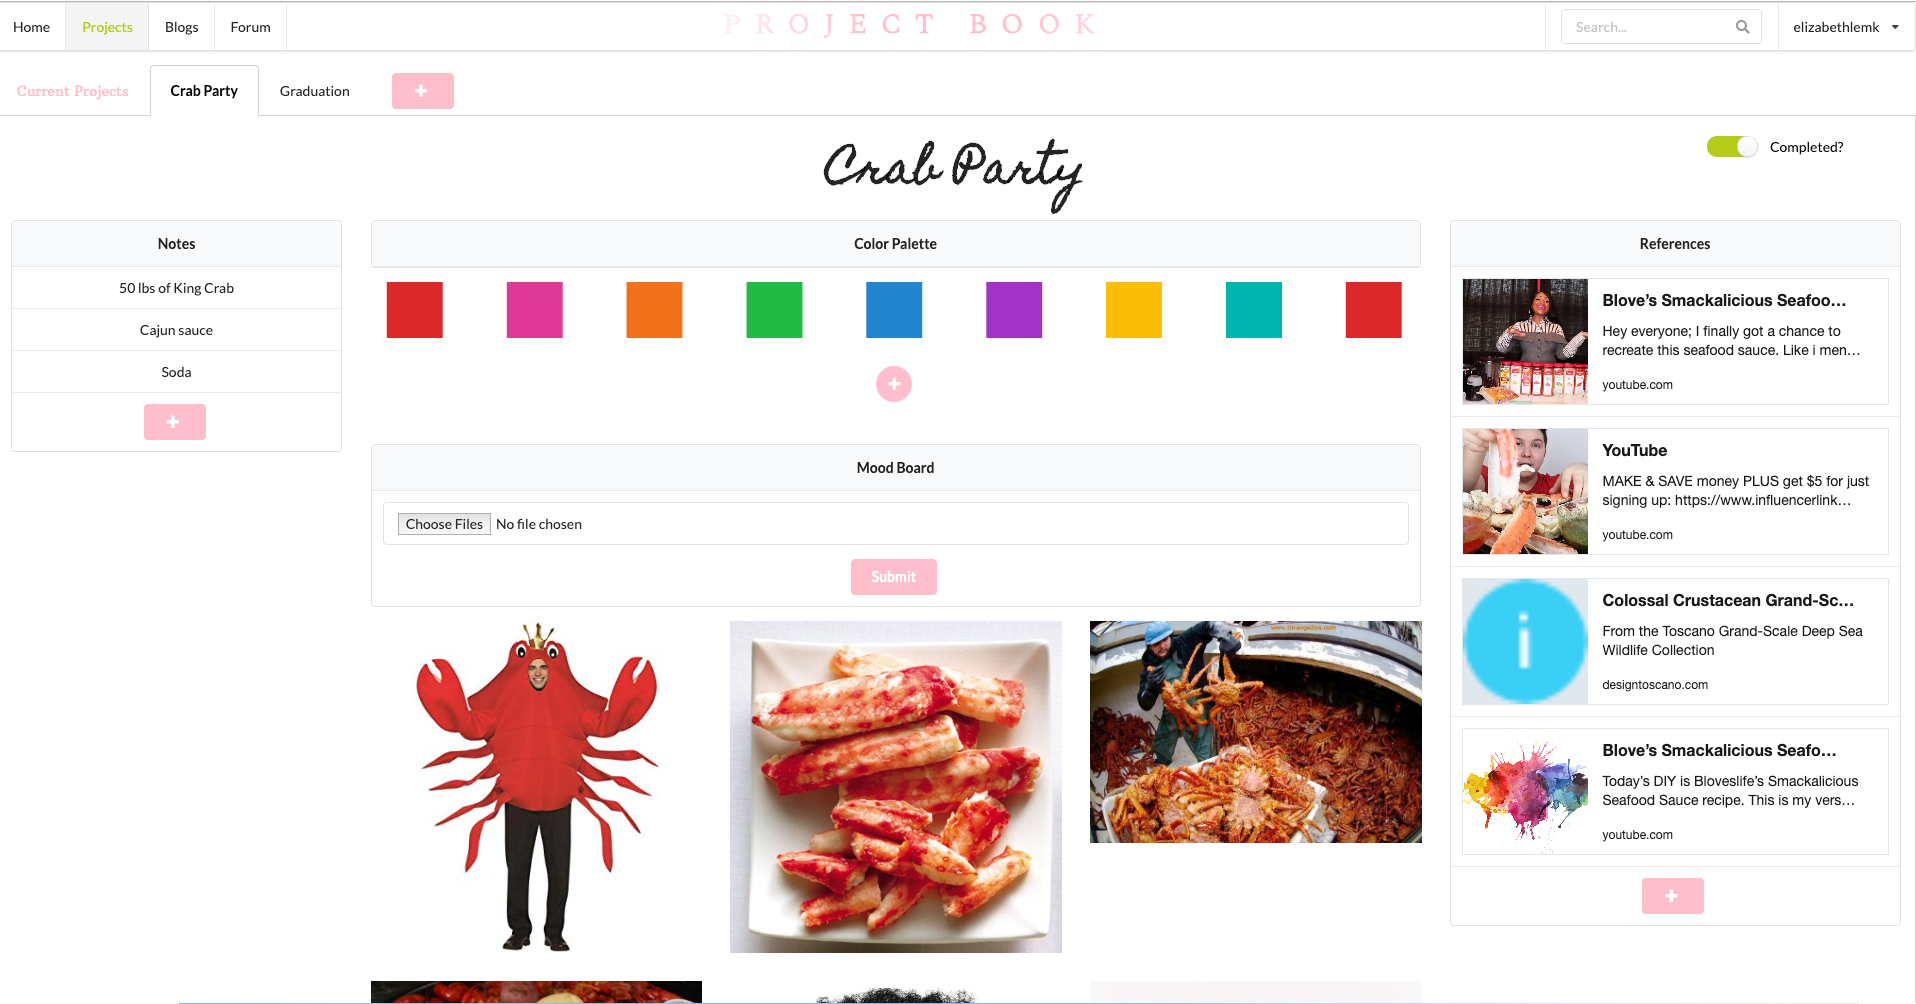 Home
Projects
Blogs
Forum
PROJECT BOOK
Search...
elizabethlemk
Current Projects
Crab Party
Graduation
Crab Party
Completed?
Notes
50 lbs of King Crab
Cajun sauce
Soda
Color Palette
Mood Board
Choose Files No file chosen
Submit
www.StrangeZoo.com
References
Blove’s Smackalicious Seafoo...
Hey everyone; I finally got a chance to
recreate this seafood sauce. Like i men...
youtube.com
YouTube
MAKE & SAVE money PLUS get $5 for just
signing up: https://www.influencerlink...
youtube.com
i
Colossal Crustacean Grand-Sc...
From the Toscano Grand-Scale Deep Sea
Wildlife Collection
designtoscano.com
Blove’s Smackalicious Seafo...
Today’s DIY is Bloveslife’s Smackalicious
Seafood Sauce recipe. This is my vers...
youtube.com